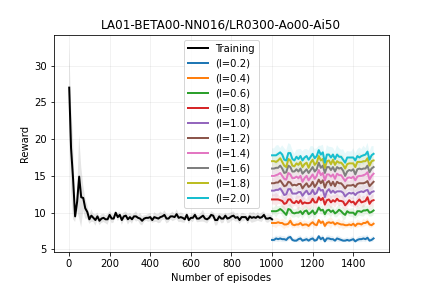 LA01-BETA00-NN016/LR0300-Ao00-Ai50
Reward
35
30
25
20
15
10
5
Training
(l=0.2)
(l=0.4)
(l=0.6)
(l=0.8)
(l=1.0)
(l=1.2)
(l=1.4)
(l=1.6)
(l=1.8)
(l=2.0)
0 200 400 600 800 1000 1200 1400
Number of episodes